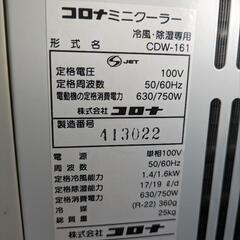 コロナミニクーラー
冷風・除湿専用
形式名 CDW-161
S JET
定格電圧 100V
定格周波数 50/60Hz
電動機の定格消費電力 630/750W
株式会社 コロナ
製造番号
413022
電源 単相100V
周波数 50/60Hz
定格冷風能力 1.4/1.6kW
定格除湿能力 17/19 ℓ/d
定格消費電力 630/750W
冷媒 (R-22) 360g
総質量 25kg
株式会社 コロナ